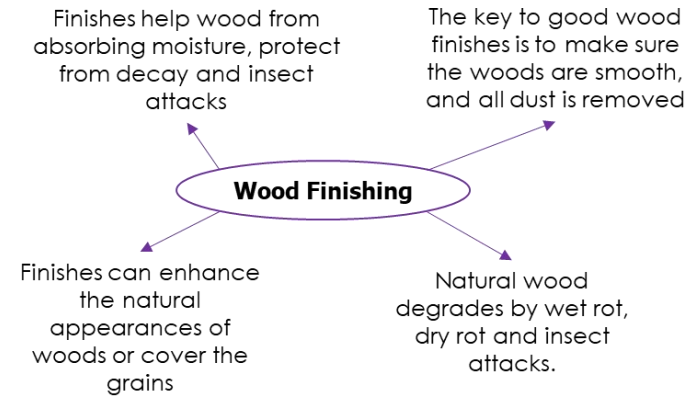 Finishes help wood from
absorbing moisture, protect
from decay and insect
attacks
The key to good wood
finishes is to make sure
the woods are smooth,
and all dust is removed
Wood Finishing
Finishes can enhance
the natural
appearances of
woods or cover the
grains
Natural wood
degrades by wet rot,
dry rot and insect
attacks.